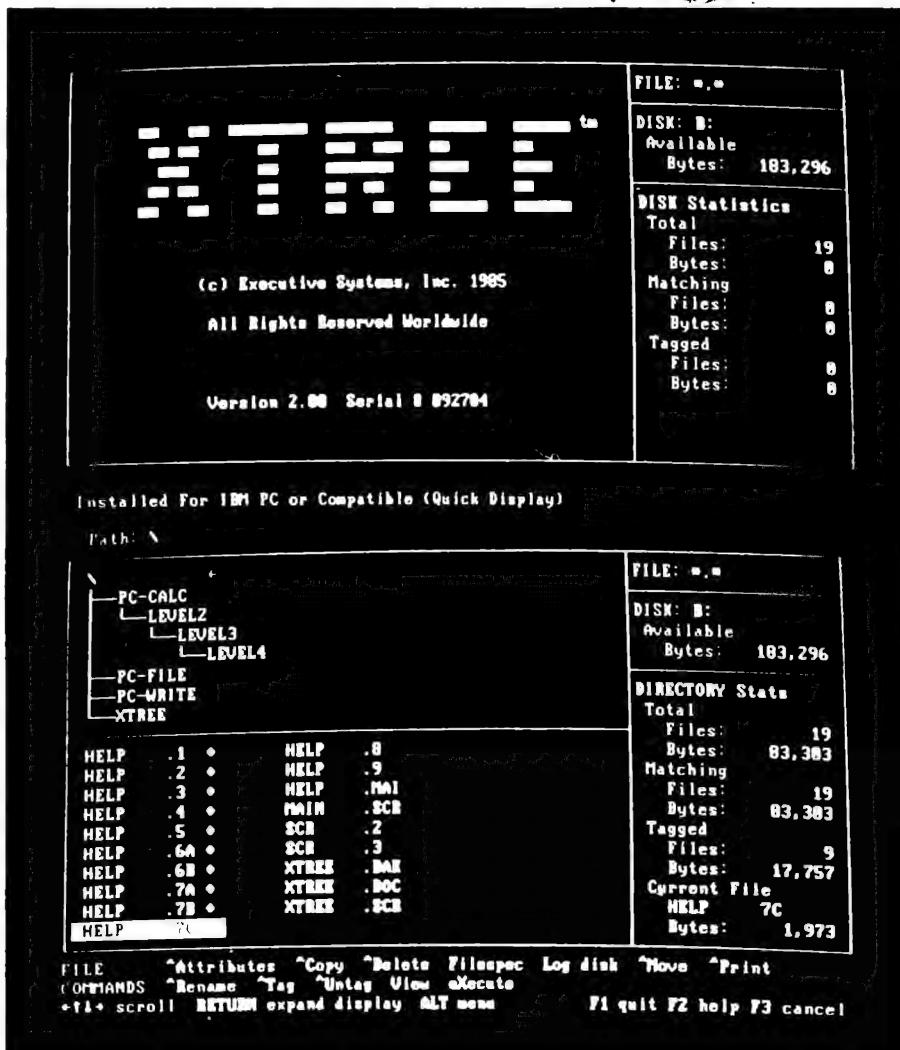 XTREE tm
(c) Executive Systems, Inc. 1985
All Rights Reserved Worldwide
Version 2.00 Serial # 092704
FILE: *.*
DISK: B:
Available
Bytes: 183,296
DISK Statistics
Total
Files: 19
Bytes: 0
Matching
Files: 0
Bytes: 0
Tagged
Files: 0
Bytes: 0
Installed For IBM PC or Compatible (Quick Display)
Path: \
\
PC-CALC
LEVEL2
LEVEL3
LEVEL4
PC-FILE
PC-WRITE
XTREE
HELP .1 ♦
HELP .2 ♦
HELP .3 ♦
HELP .4 ♦
HELP .5 ♦
HELP .6A ♦
HELP .6B ♦
HELP .7A ♦
HELP .7B ♦
HELP .7C
HELP .8
HELP .9
HELP .MAI
MAIN .SCR
SCR .2
SCR .3
XTREE .BAK
XTREE .DOC
XTREE .SCR
FILE: *.*
DISK: B:
Available
Bytes: 183,296
DIRECTORY Stats
Total
Files: 19
Bytes: 83,383
Matching
Files: 19
Bytes: 83,383
Tagged
Files: 9
Bytes: 17,757
Current File
HELP 7C
Bytes: 1,973
FILE ^Attributes ^Copy ^Delete Filespec Log disk ^Move ^Print
COMMANDS ^Rename ^Tag ^Untag View eXecute
←↑↓→ scroll RETURN expand display ALT menu F1 quit F2 help F3 cancel